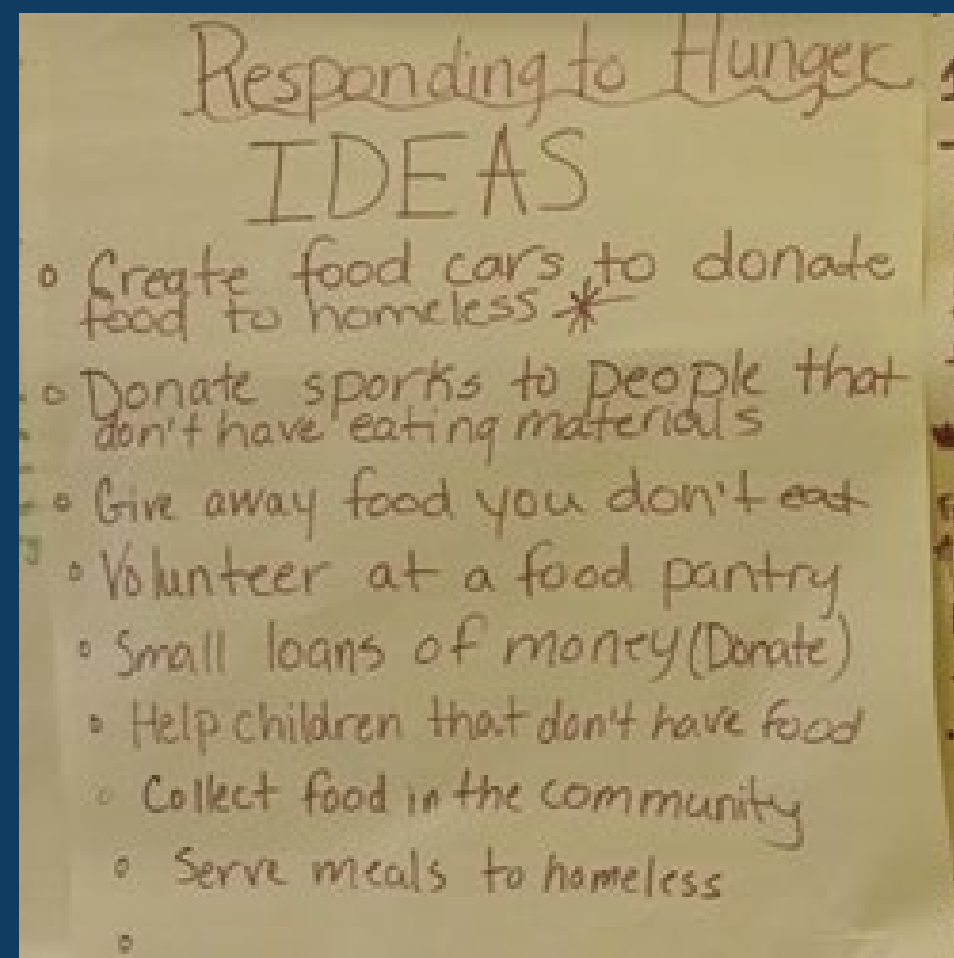 Responding to Hunger
IDEAS
o Create food cars to donate
food to homeless *
o Donate sporks to people that
don't have eating materials
o Give away food you don't eat
o Volunteer at a food pantry
o Small loans of money (Donate)
o Help children that don't have food
o Collect food in the community
o Serve meals to homeless
o